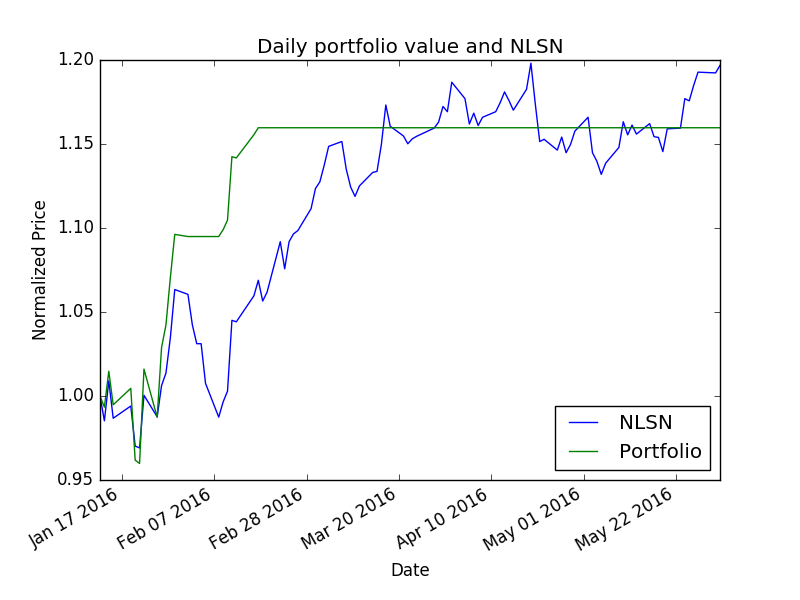 Daily portfolio value and NLSN
1.20
1.15
1.10
1.05
1.00
0.95
Normalized Price
NLSN
Portfolio
Jan 17 2016
Feb 07 2016
Feb 28 2016
Mar 20 2016
Apr 10 2016
May 01 2016
May 22 2016
Date